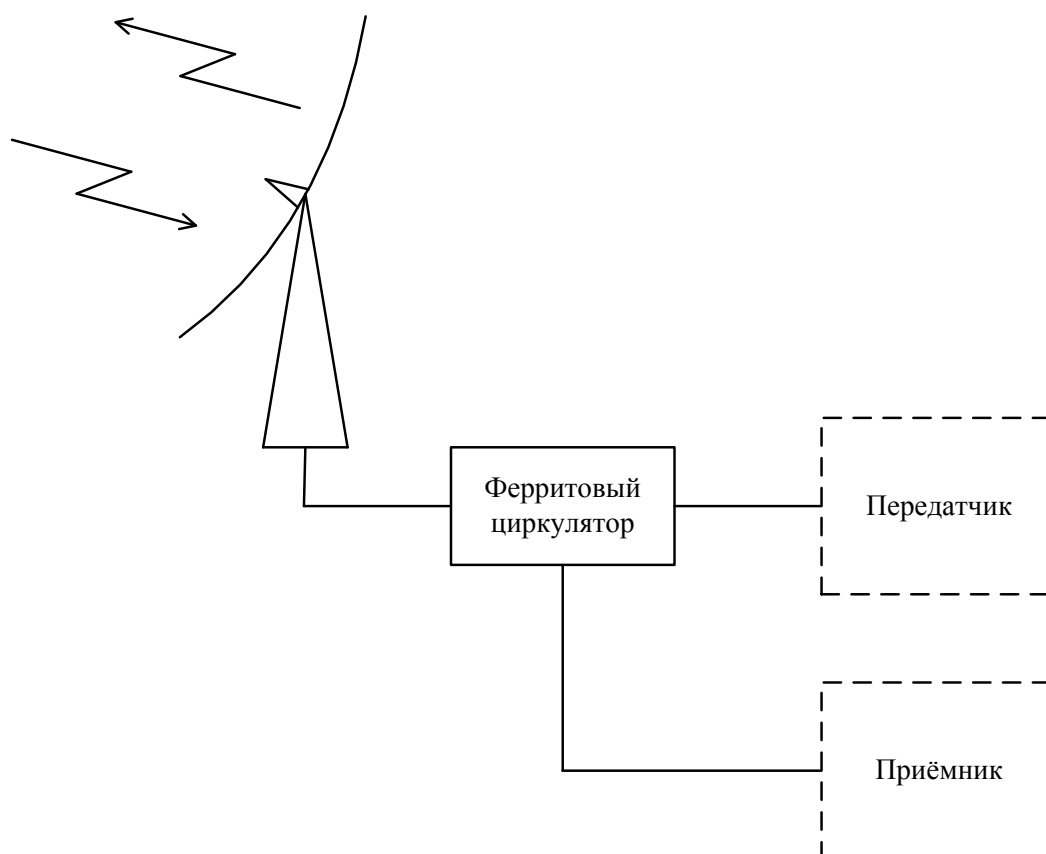 Ферритовый
циркулятор
Передатчик
Приёмник